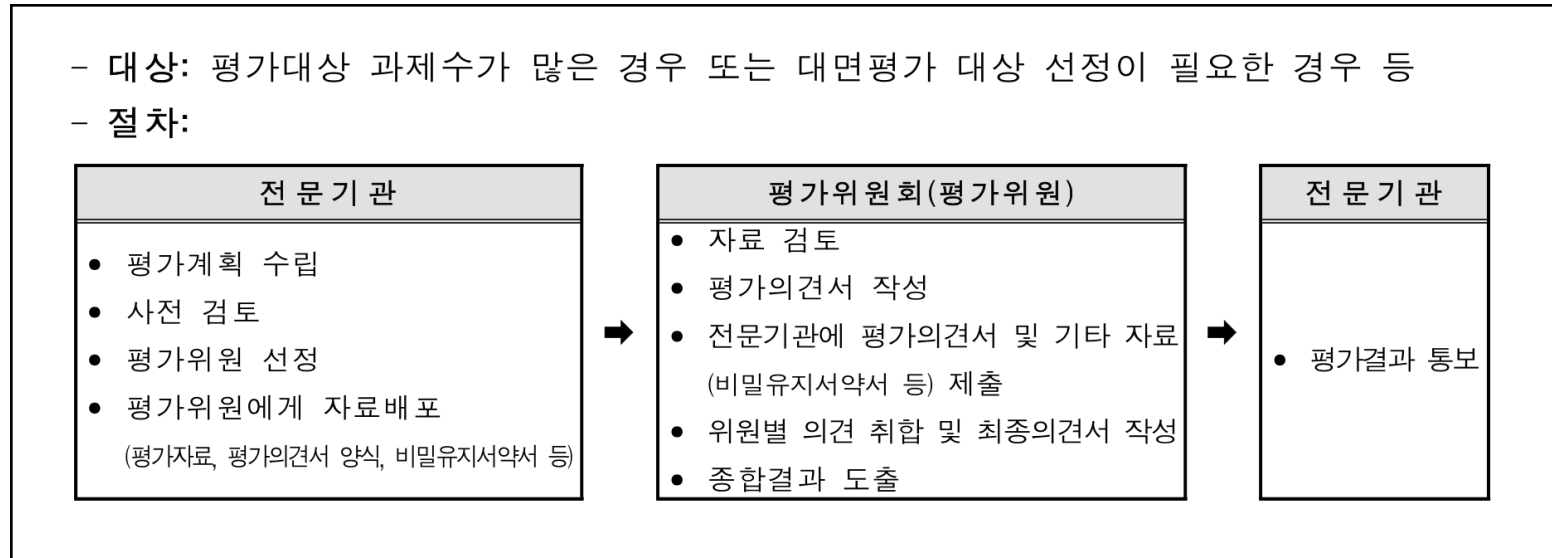 – 대상: 평가대상 과제수가 많은 경우 또는 대면평가 대상 선정이 필요한 경우 등
– 절차:
전문기관
● 평가계획 수립
● 사전 검토
● 평가위원 선정
● 평가위원에게 자료배포
(평가자료, 평가의견서 양식, 비밀유지서약서 등)
➡
평가위원회(평가위원)
● 자료 검토
● 평가의견서 작성
● 전문기관에 평가의견서 및 기타 자료
(비밀유지서약서 등) 제출
● 위원별 의견 취합 및 최종의견서 작성
● 종합결과 도출
➡
전문기관
● 평가결과 통보